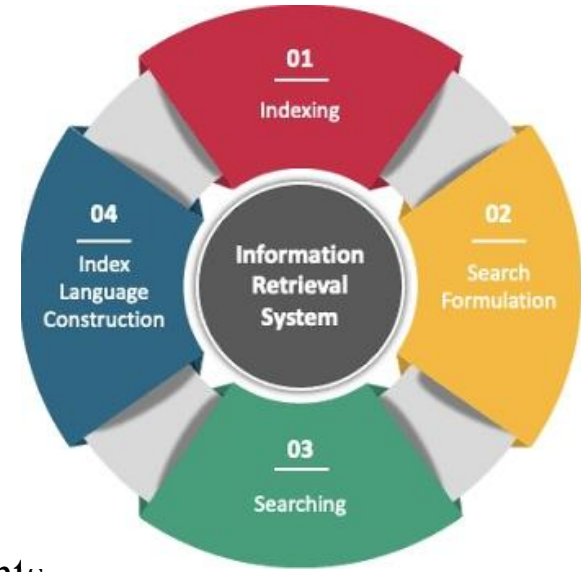 01
Indexing
02
Search
Formulation
03
Searching
04
Index
Language
Construction
Information
Retrieval
System